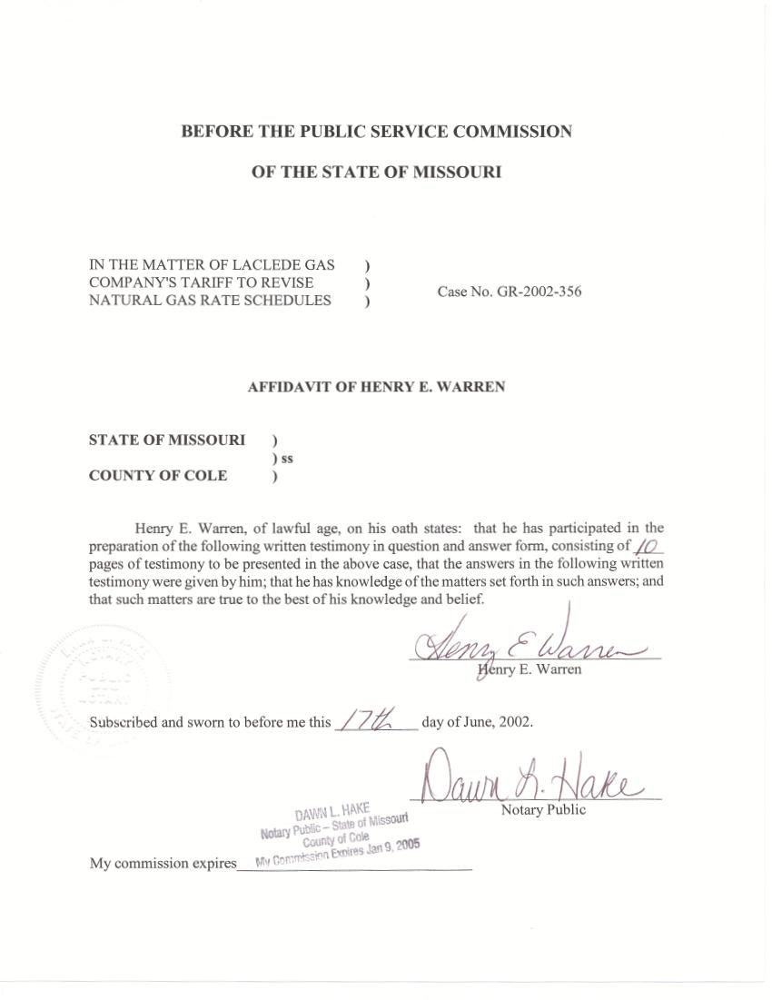 BEFORE THE PUBLIC SERVICE COMMISSION
OF THE STATE OF MISSOURI
IN THE MATTER OF LACLEDE GAS )
COMPANY'S TARIFF TO REVISE )
NATURAL GAS RATE SCHEDULES )
Case No. GR-2002-356
AFFIDAVIT OF HENRY E. WARREN
STATE OF MISSOURI )
) ss
COUNTY OF COLE )
Henry E. Warren, of lawful age, on his oath states: that he has participated in the
preparation of the following written testimony in question and answer form, consisting of 10
pages of testimony to be presented in the above case, that the answers in the following written
testimony were given by him; that he has knowledge of the matters set forth in such answers; and
that such matters are true to the best of his knowledge and belief.
Henry E Warren
Henry E. Warren
NOTARY
PUBLIC
NOTARY
STATE OF
Subscribed and sworn to before me this 17th day of June, 2002.
Dawn L. Hake
Notary Public
DAWN L. HAKE
Notary Public – State of Missouri
County of Cole
My Commission Expires Jan 9, 2005
My commission expires